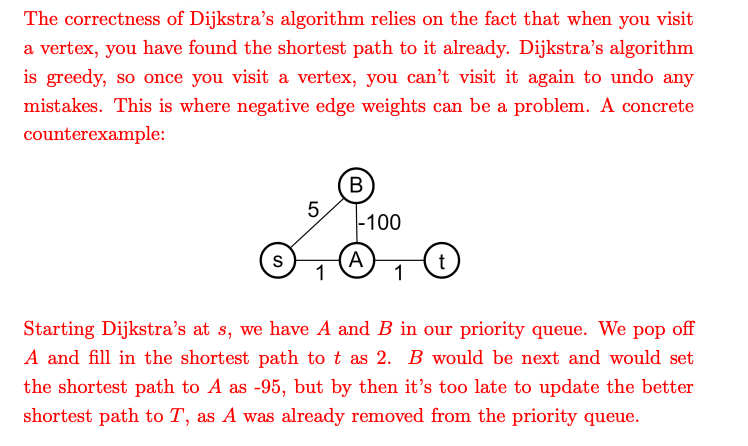 The correctness of Dijkstra’s algorithm relies on the fact that when you visit
a vertex, you have found the shortest path to it already. Dijkstra’s algorithm
is greedy, so once you visit a vertex, you can’t visit it again to undo any
mistakes. This is where negative edge weights can be a problem. A concrete
counterexample:
B
5
-100
s
A
t
1
1
Starting Dijkstra’s at s, we have A and B in our priority queue. We pop off
A and fill in the shortest path to t as 2. B would be next and would set
the shortest path to A as -95, but by then it’s too late to update the better
shortest path to T, as A was already removed from the priority queue.